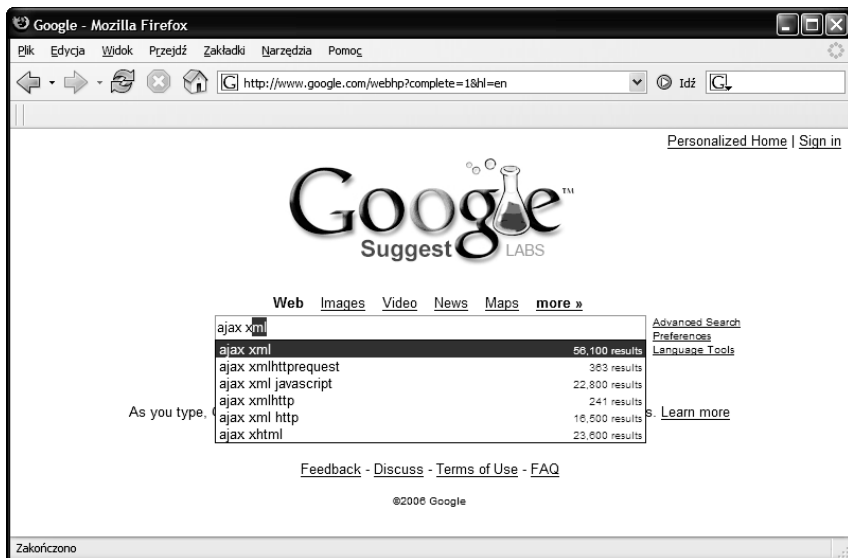 Google - Mozilla Firefox
Plik Edycja Widok Przejdź Zakładki Narzędzia Pomoc
G http://www.google.com/webhp?complete=1&hl=en Idź G
Personalized Home | Sign in
Google™
Suggest LABS
Web Images Video News Maps more »
ajax xml
Advanced Search
Preferences
Language Tools
ajax xml 56,100 results
ajax xmlhttprequest 363 results
ajax xml javascript 22,800 results
ajax xmlhttp 241 results
ajax xml http 16,500 results
ajax xhtml 23,600 results
As you type, s. Learn more
Feedback - Discuss - Terms of Use - FAQ
©2006 Google
Zakończono